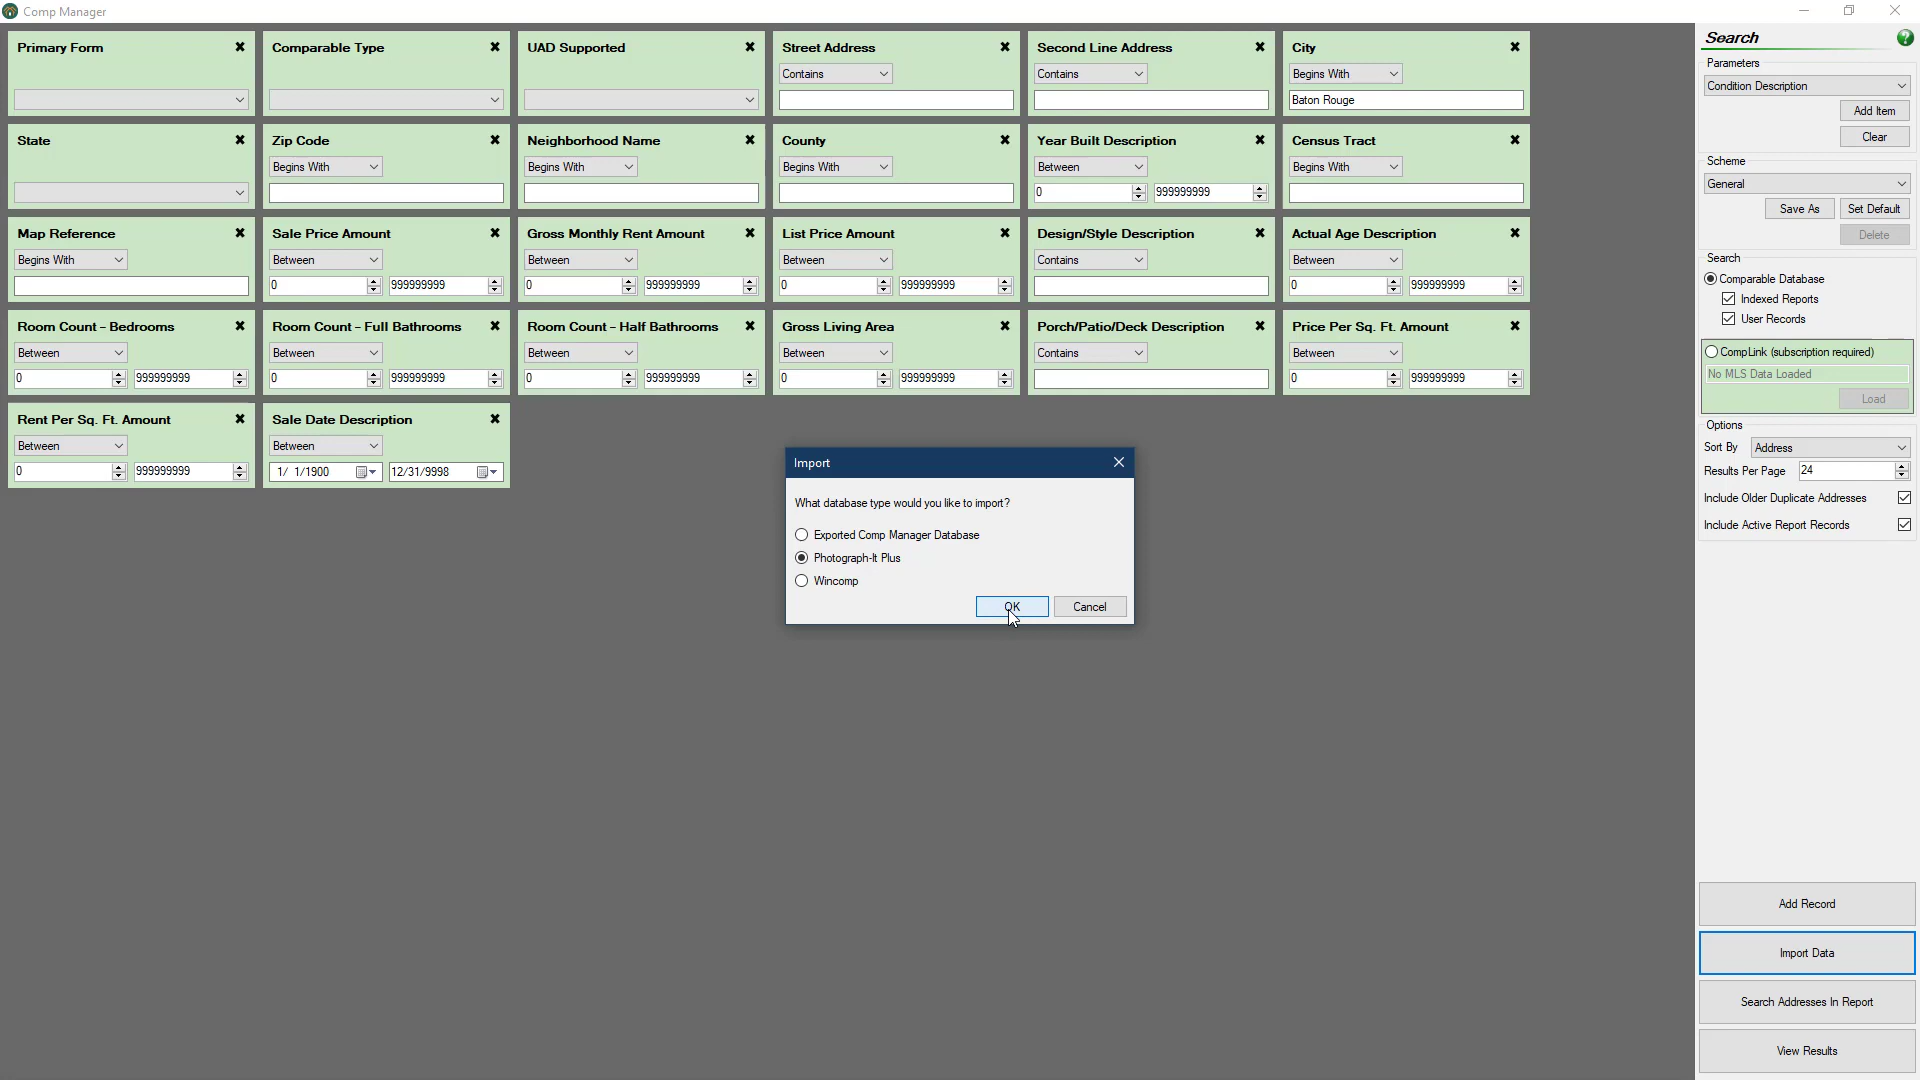 Comp Manager
Primary Form
Comparable Type
UAD Supported
Street Address
Contains
Second Line Address
Contains
City
Begins With
Baton Rouge
State
Zip Code
Begins With
Neighborhood Name
Begins With
County
Begins With
Year Built Description
Between
0 999999999
Census Tract
Begins With
Map Reference
Begins With
Sale Price Amount
Between
0 999999999
Gross Monthly Rent Amount
Between
0 999999999
List Price Amount
Between
0 999999999
Design/Style Description
Contains
Actual Age Description
Between
0 999999999
Room Count - Bedrooms
Between
0 999999999
Room Count - Full Bathrooms
Between
0 999999999
Room Count - Half Bathrooms
Between
0 999999999
Gross Living Area
Between
0 999999999
Porch/Patio/Deck Description
Contains
Price Per Sq. Ft. Amount
Between
0 999999999
Rent Per Sq. Ft. Amount
Between
0 999999999
Sale Date Description
Between
1/ 1/1900 12/31/9998
Import
What database type would you like to import?
Exported Comp Manager Database
Photograph-It Plus
Wincomp
OK Cancel
Search ?
Parameters
Condition Description
Add Item
Clear
Scheme
General
Save As Set Default
Delete
Search
Comparable Database
Indexed Reports
User Records
CompLink (subscription required)
No MLS Data Loaded
Load
Options
Sort By Address
Results Per Page 24
Include Older Duplicate Addresses
Include Active Report Records
Add Record
Import Data
Search Addresses In Report
View Results